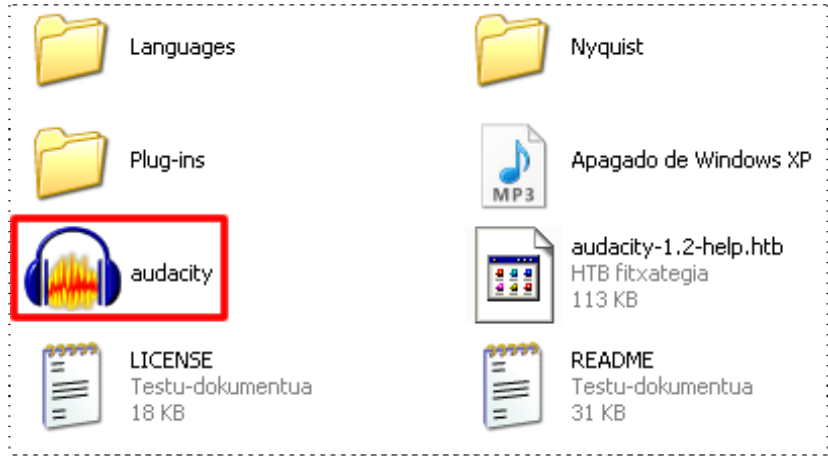 Languages
Nyquist
Plug-ins
MP3
Apagado de Windows XP
audacity
audacity-1.2-help.htb
HTB fitxategia
113 KB
LICENSE
Testu-dokumentua
18 KB
README
Testu-dokumentua
31 KB